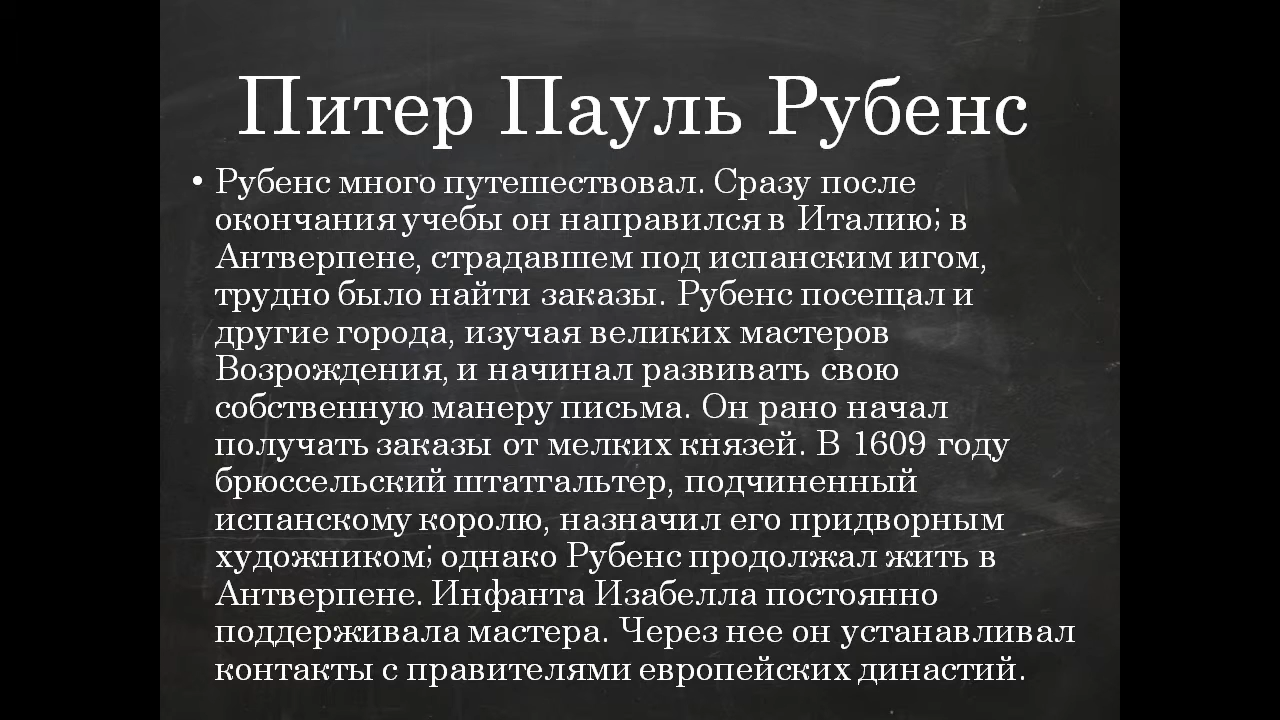 Питер Пауль Рубенс
• Рубенс много путешествовал. Сразу после
окончания учебы он направился в Италию; в
Антверпене, страдавшем под испанским игом,
трудно было найти заказы. Рубенс посещал и
другие города, изучая великих мастеров
Возрождения, и начинал развивать свою
собственную манеру письма. Он рано начал
получать заказы от мелких князей. В 1609 году
брюссельский штатгальтер, подчиненный
испанскому королю, назначил его придворным
художником; однако Рубенс продолжал жить в
Антверпене. Инфанта Изабелла постоянно
поддерживала мастера. Через нее он устанавливал
контакты с правителями европейских династий.